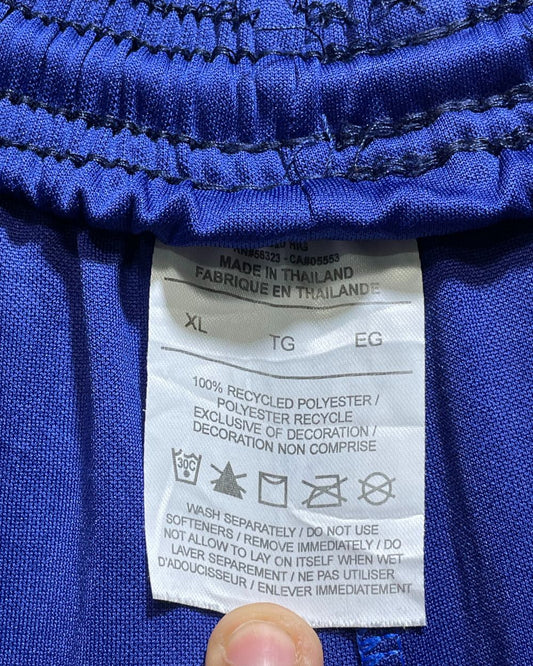 RN#56323 - CA#05553
MADE IN THAILAND
FABRIQUE EN THAILANDE
XL TG EG
100% RECYCLED POLYESTER /
POLYESTER RECYCLE
EXCLUSIVE OF DECORATION /
DECORATION NON COMPRISE
30C
WASH SEPARATELY / DO NOT USE
SOFTENERS / REMOVE IMMEDIATELY / DO
NOT ALLOW TO LAY ON ITSELF WHEN WET
LAVER SEPAREMENT / NE PAS UTILISER
D'ADOUCISSEUR / ENLEVER IMMEDIATEMENT